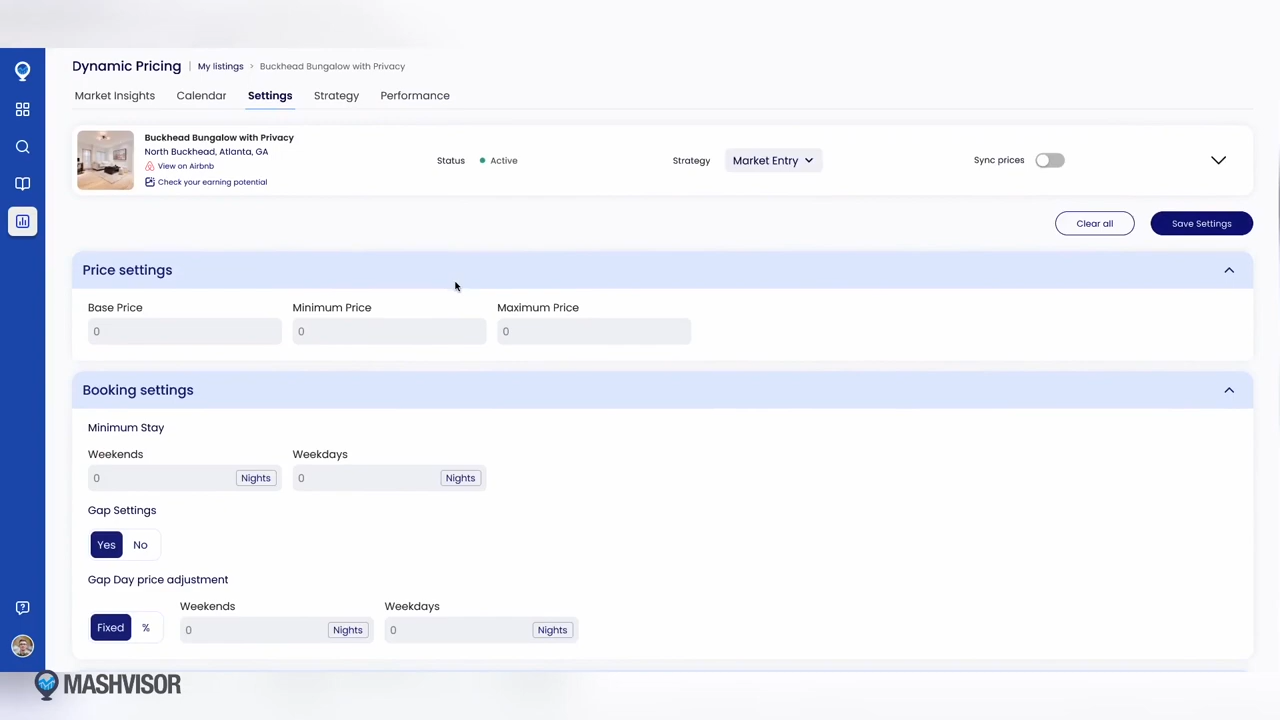 Dynamic Pricing | My listings > Buckhead Bungalow with Privacy
Market Insights Calendar Settings Strategy Performance
Buckhead Bungalow with Privacy
North Buckhead, Atlanta, GA
View on Airbnb
Check your earning potential
Status Active
Strategy Market Entry
Sync prices
Clear all Save Settings
Price settings
Base Price Minimum Price Maximum Price
0 0 0
Booking settings
Minimum Stay
Weekends Weekdays
0 Nights 0 Nights
Gap Settings
Yes No
Gap Day price adjustment
Weekends Weekdays
Fixed % 0 Nights 0 Nights
MASHVISOR